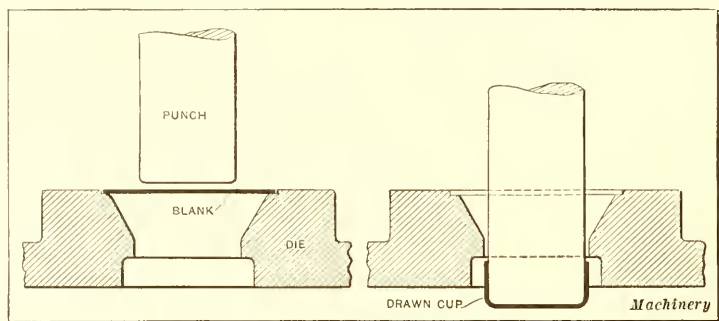 PUNCH
BLANK
DIE
DRAWN CUP
Machinery